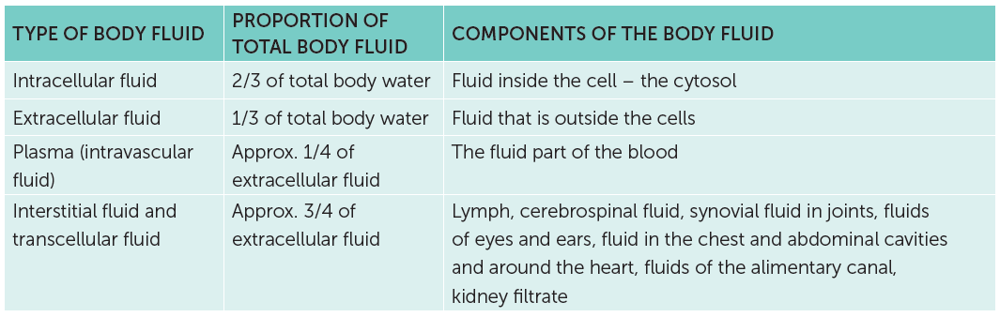 TYPE OF BODY FLUID
PROPORTION OF
TOTAL BODY FLUID
COMPONENTS OF THE BODY FLUID
Intracellular fluid
2/3 of total body water
Fluid inside the cell – the cytosol
Extracellular fluid
1/3 of total body water
Fluid that is outside the cells
Plasma (intravascular
fluid)
Approx. 1/4 of
extracellular fluid
The fluid part of the blood
Interstitial fluid and
transcellular fluid
Approx. 3/4 of
extracellular fluid
Lymph, cerebrospinal fluid, synovial fluid in joints, fluids
of eyes and ears, fluid in the chest and abdominal cavities
and around the heart, fluids of the alimentary canal,
kidney filtrate